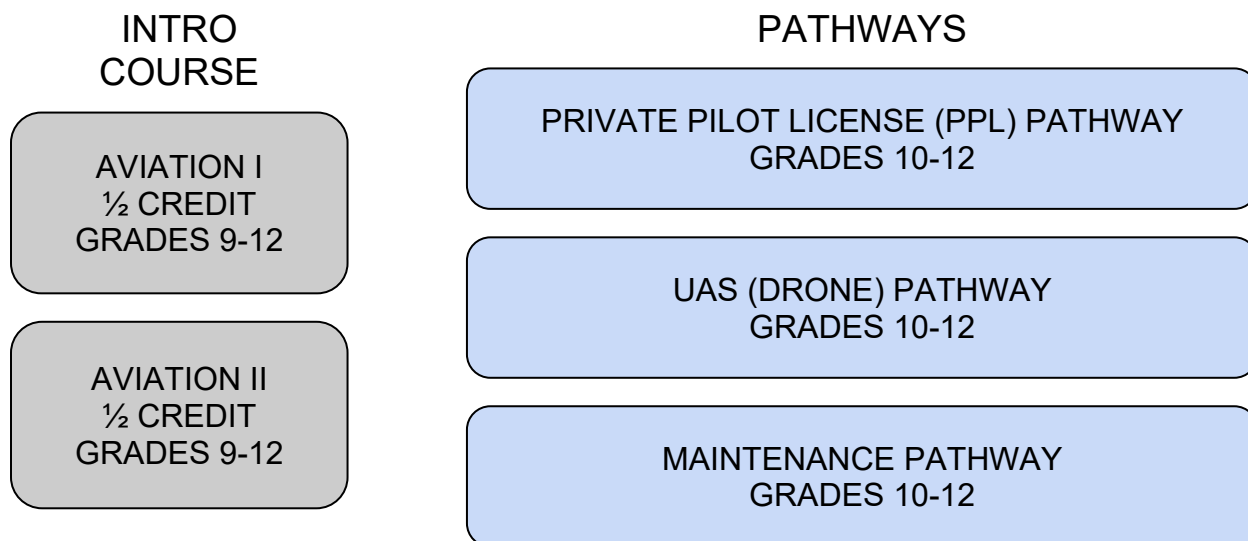 INTRO
COURSE
AVIATION I
½ CREDIT
GRADES 9-12
AVIATION II
½ CREDIT
GRADES 9-12
PATHWAYS
PRIVATE PILOT LICENSE (PPL) PATHWAY
GRADES 10-12
UAS (DRONE) PATHWAY
GRADES 10-12
MAINTENANCE PATHWAY
GRADES 10-12